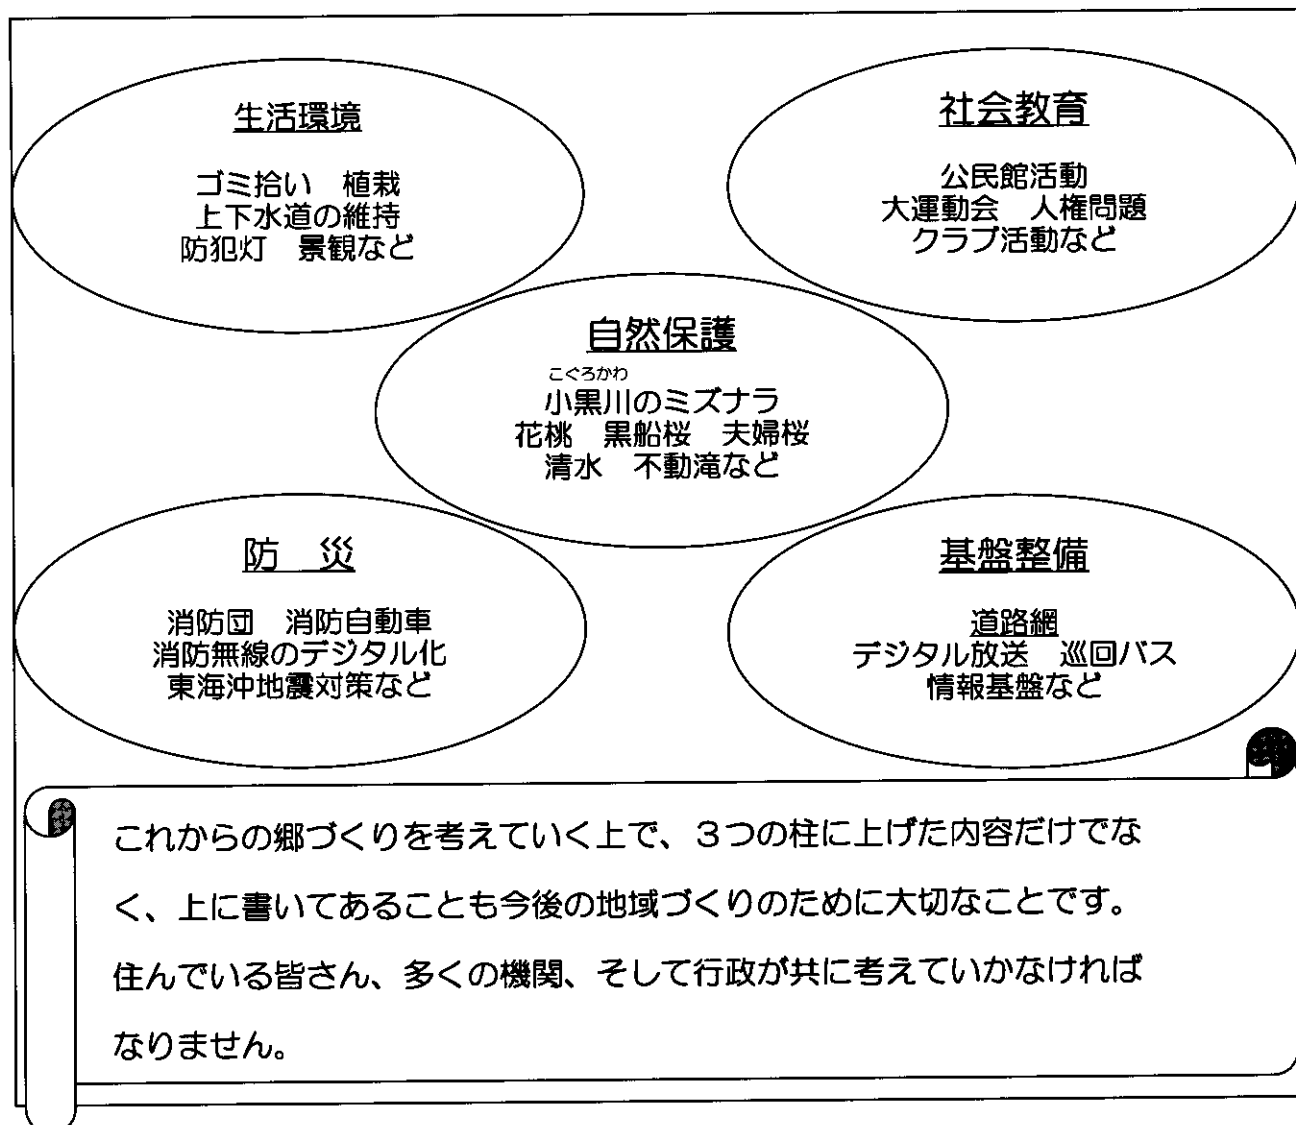 生活環境
ゴミ拾い　植栽
上下水道の維持
防犯灯　景観など
社会教育
公民館活動
大運動会　人権問題
クラブ活動など
自然保護
こぐろかわ
小黒川のミズナラ
花桃　黒船桜　夫婦桜
清水　不動滝など
防　災
消防団　消防自動車
消防無線のデジタル化
東海沖地震対策など
基盤整備
道路網
デジタル放送　巡回バス
情報基盤など
これからの郷づくりを考えていく上で、３つの柱に上げた内容だけでな
く、上に書いてあることも今後の地域づくりのために大切なことです。
住んでいる皆さん、多くの機関、そして行政が共に考えていかなければ
なりません。